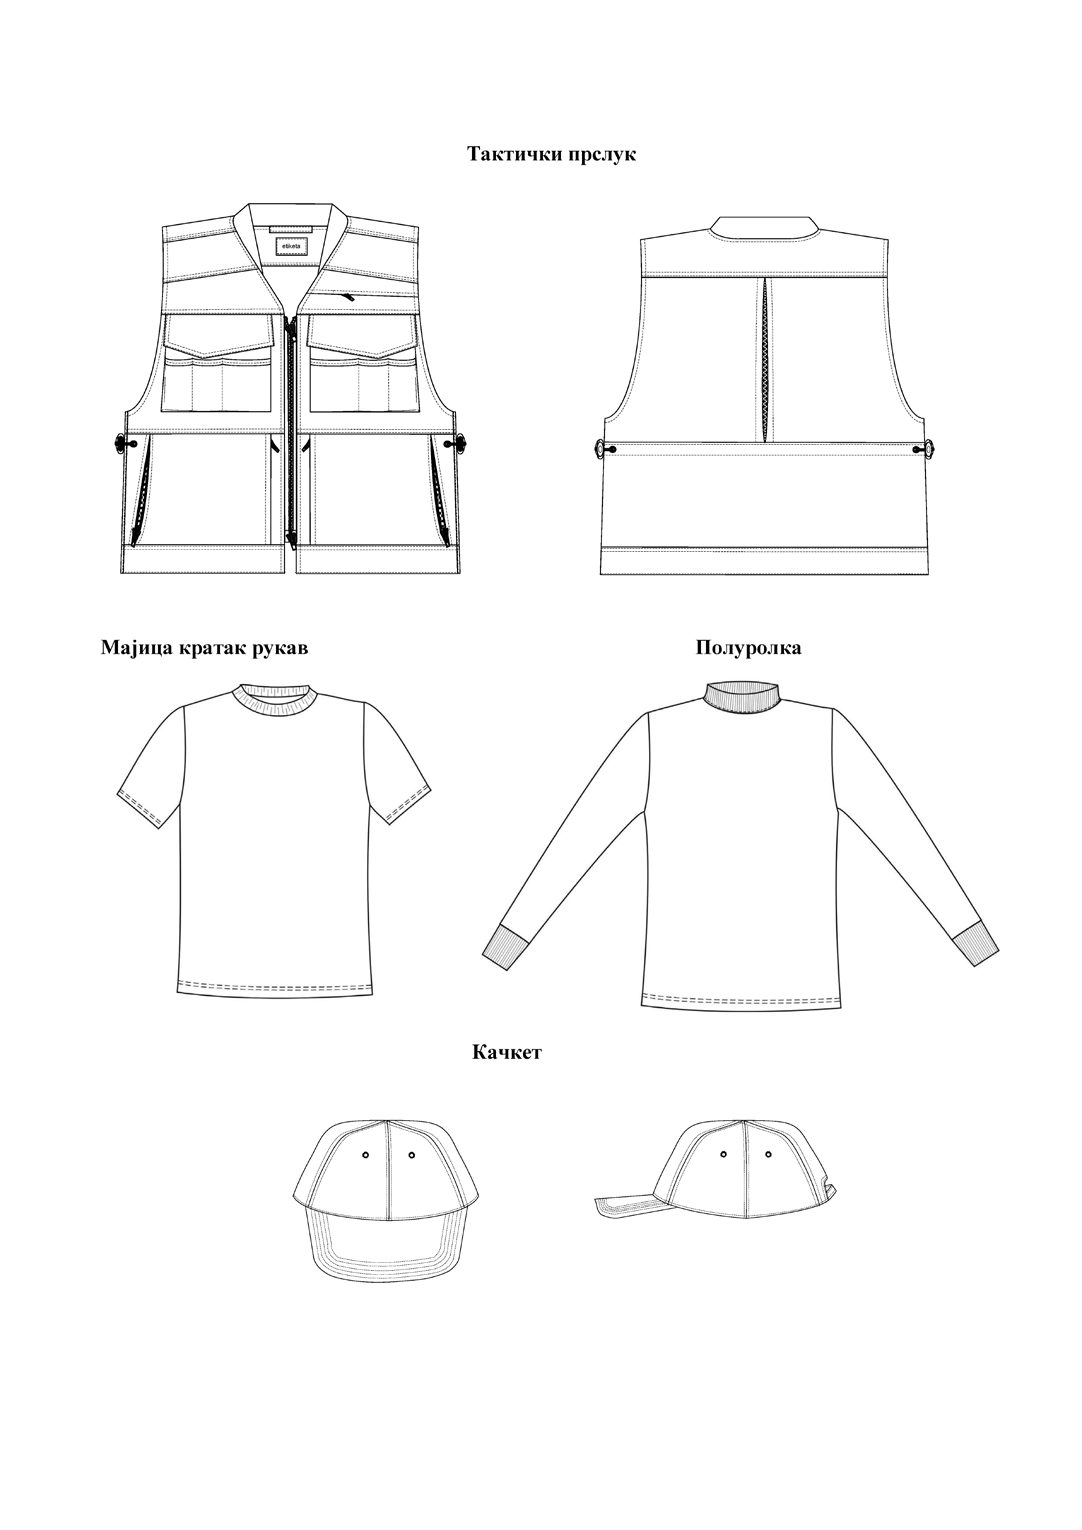 Тактички прслук
etiketa
Мајица кратак рукав
Полуролка
Качкет